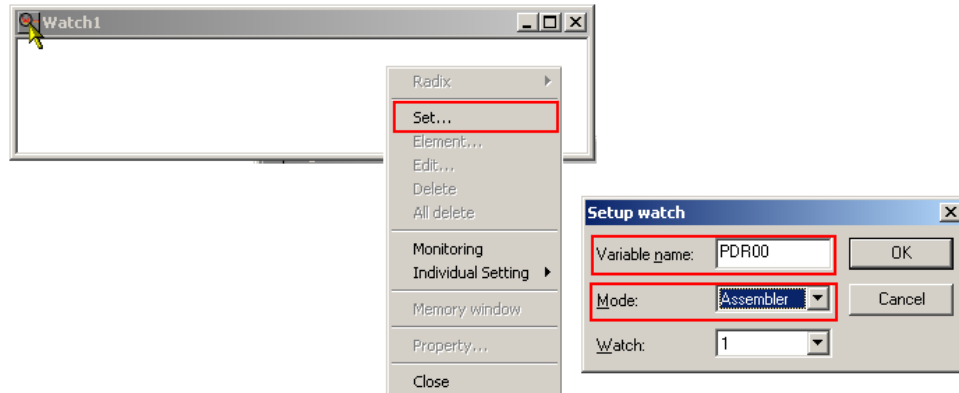 Watch1
Radix
Set...
Element...
Edit...
Delete
All delete
Monitoring
Individual Setting
Memory window
Property...
Close
Setup watch
Variable name: PDR00 OK
Mode: Assembler Cancel
Watch: 1